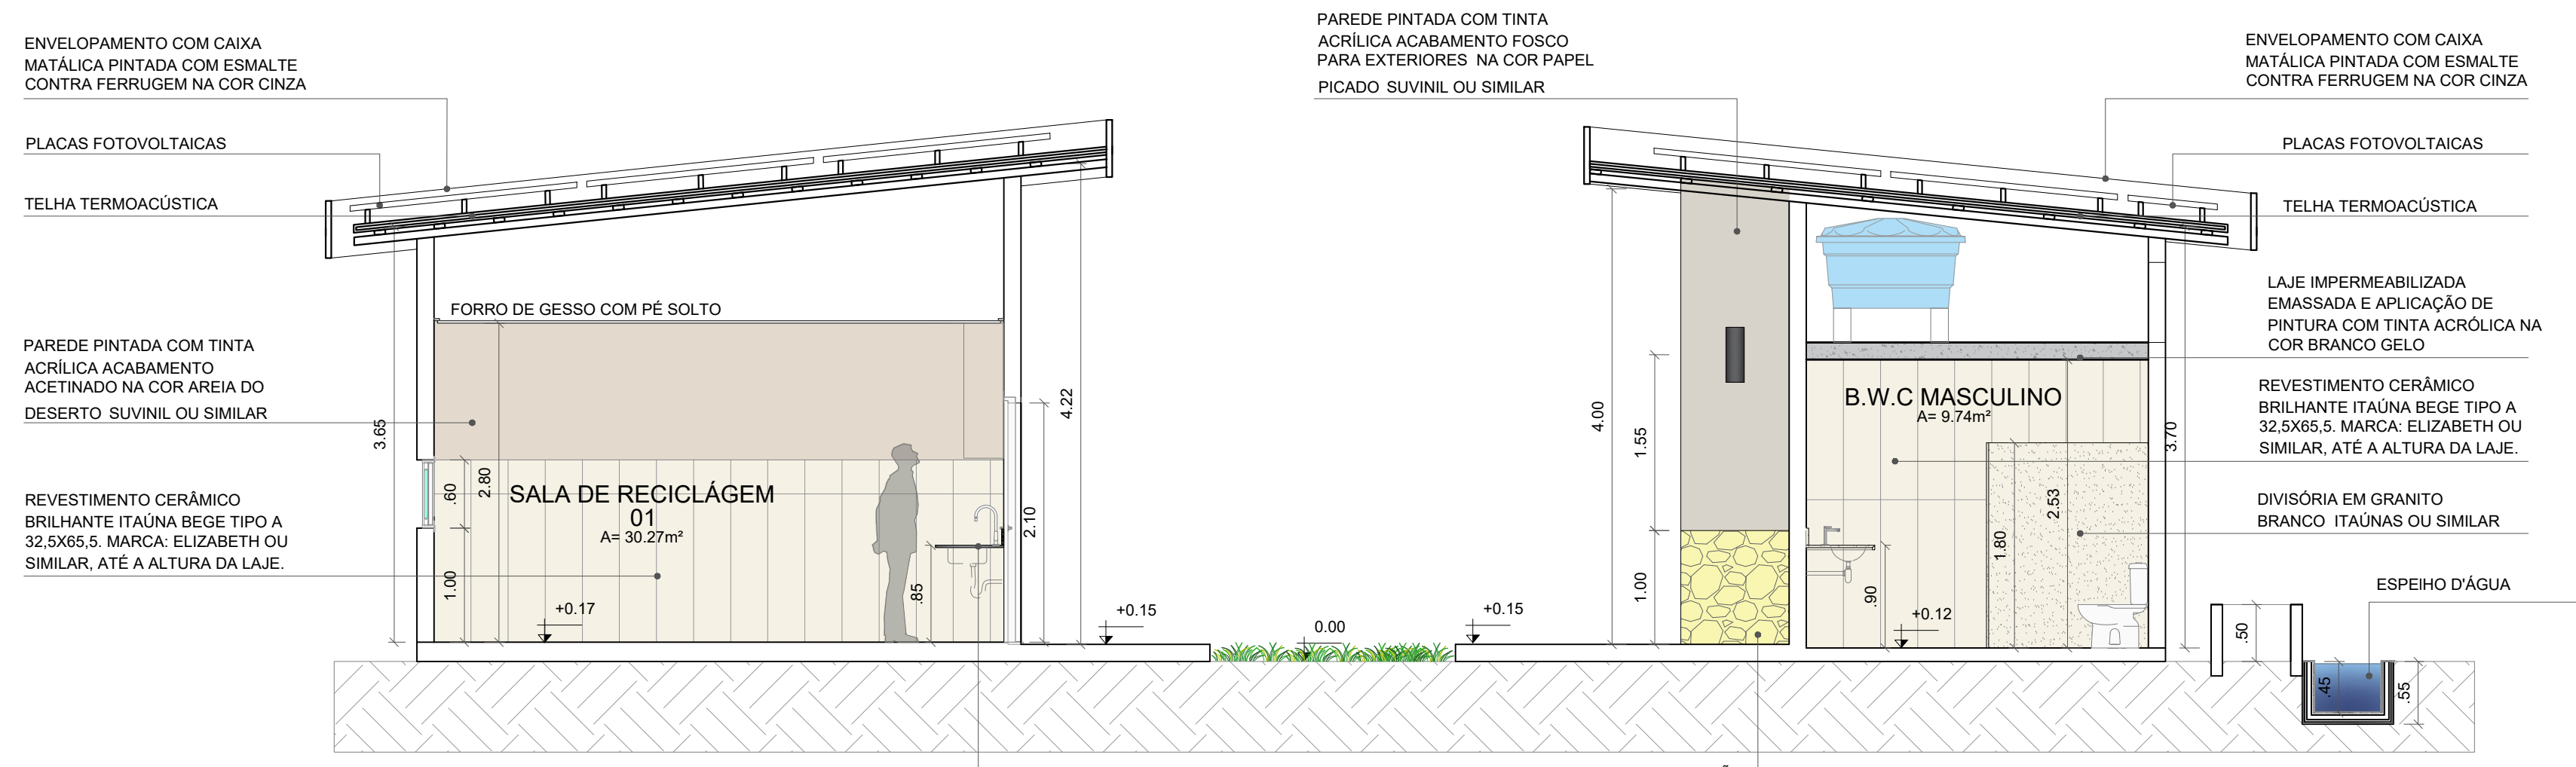 ENVELOPAMENTO COM CAIXA
MATÁLICA PINTADA COM ESMALTE
CONTRA FERRUGEM NA COR CINZA
PLACAS FOTOVOLTAICAS
TELHA TERMOACÚSTICA
PAREDE PINTADA COM TINTA
ACRÍLICA ACABAMENTO
ACETINADO NA COR AREIA DO
DESERTO SUVINIL OU SIMILAR
REVESTIMENTO CERÂMICO
BRILHANTE ITAÚNA BEGE TIPO A
32,5X65,5. MARCA: ELIZABETH OU
SIMILAR, ATÉ A ALTURA DA LAJE.
FORRO DE GESSO COM PÉ SOLTO
3.65
.60
2.80
1.00
SALA DE RECICLÁGEM
01
A= 30.27m²
+0.17
.85
2.10
4.22
+0.15
0.00
+0.15
PAREDE PINTADA COM TINTA
ACRÍLICA ACABAMENTO FOSCO
PARA EXTERIORES NA COR PAPEL
PICADO SUVINIL OU SIMILAR
4.00
1.55
1.00
B.W.C MASCULINO
A= 9.74m²
.90
+0.12
1.80
2.53
3.70
ENVELOPAMENTO COM CAIXA
MATÁLICA PINTADA COM ESMALTE
CONTRA FERRUGEM NA COR CINZA
PLACAS FOTOVOLTAICAS
TELHA TERMOACÚSTICA
LAJE IMPERMEABILIZADA
EMASSADA E APLICAÇÃO DE
PINTURA COM TINTA ACRÓLICA NA
COR BRANCO GELO
REVESTIMENTO CERÂMICO
BRILHANTE ITAÚNA BEGE TIPO A
32,5X65,5. MARCA: ELIZABETH OU
SIMILAR, ATÉ A ALTURA DA LAJE.
DIVISÓRIA EM GRANITO
BRANCO ITAÚNAS OU SIMILAR
ESPEIHO D'ÁGUA
.50
.45
.55